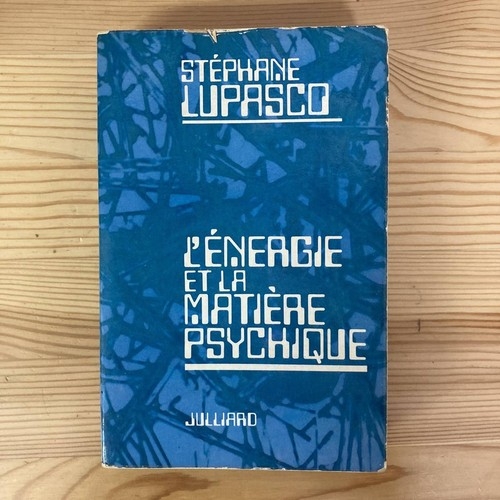 STÉPHANE
LUPASCO
L'ÉNERGIE
ET LA
MATIÈRE
PSYCHIQUE
JULLIARD